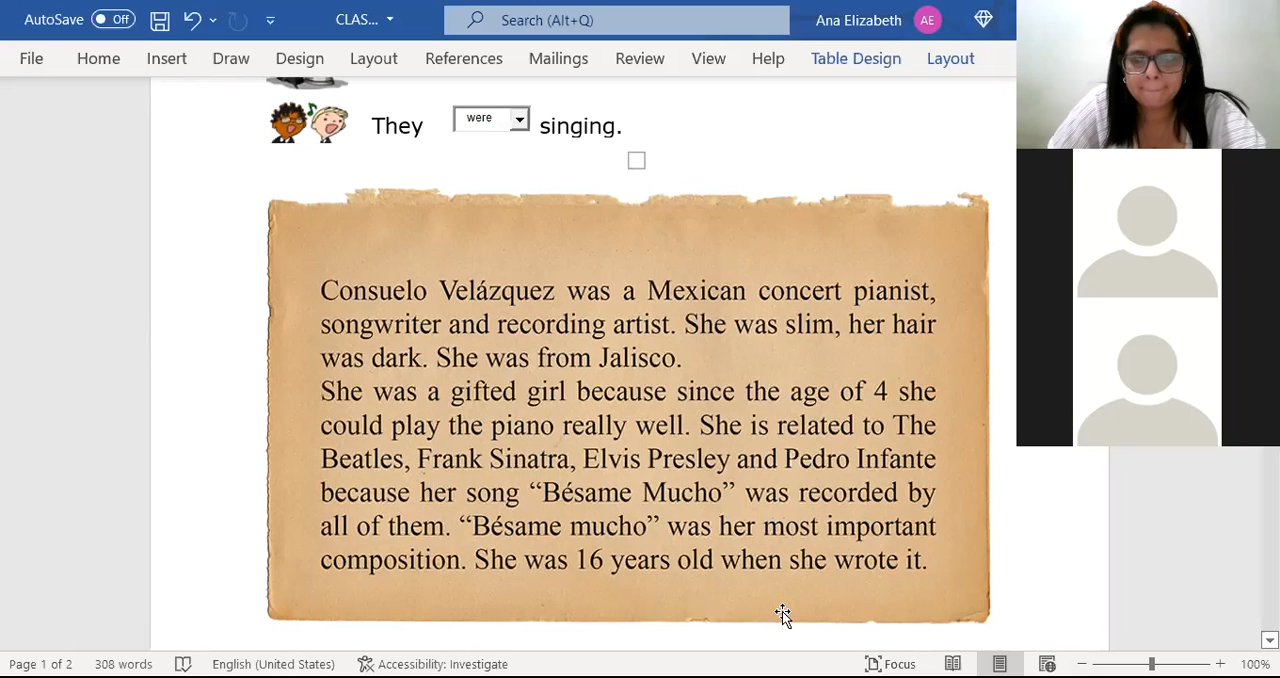 AutoSave Off CLAS... Search (Alt+Q) Ana Elizabeth AE
File Home Insert Draw Design Layout References Mailings Review View Help Table Design Layout
They were singing.
Consuelo Velázquez was a Mexican concert pianist,
songwriter and recording artist. She was slim, her hair
was dark. She was from Jalisco.
She was a gifted girl because since the age of 4 she
could play the piano really well. She is related to The
Beatles, Frank Sinatra, Elvis Presley and Pedro Infante
because her song “Bésame Mucho” was recorded by
all of them. “Bésame mucho” was her most important
composition. She was 16 years old when she wrote it.
Page 1 of 2 308 words English (United States) Accessibility: Investigate Focus 100%